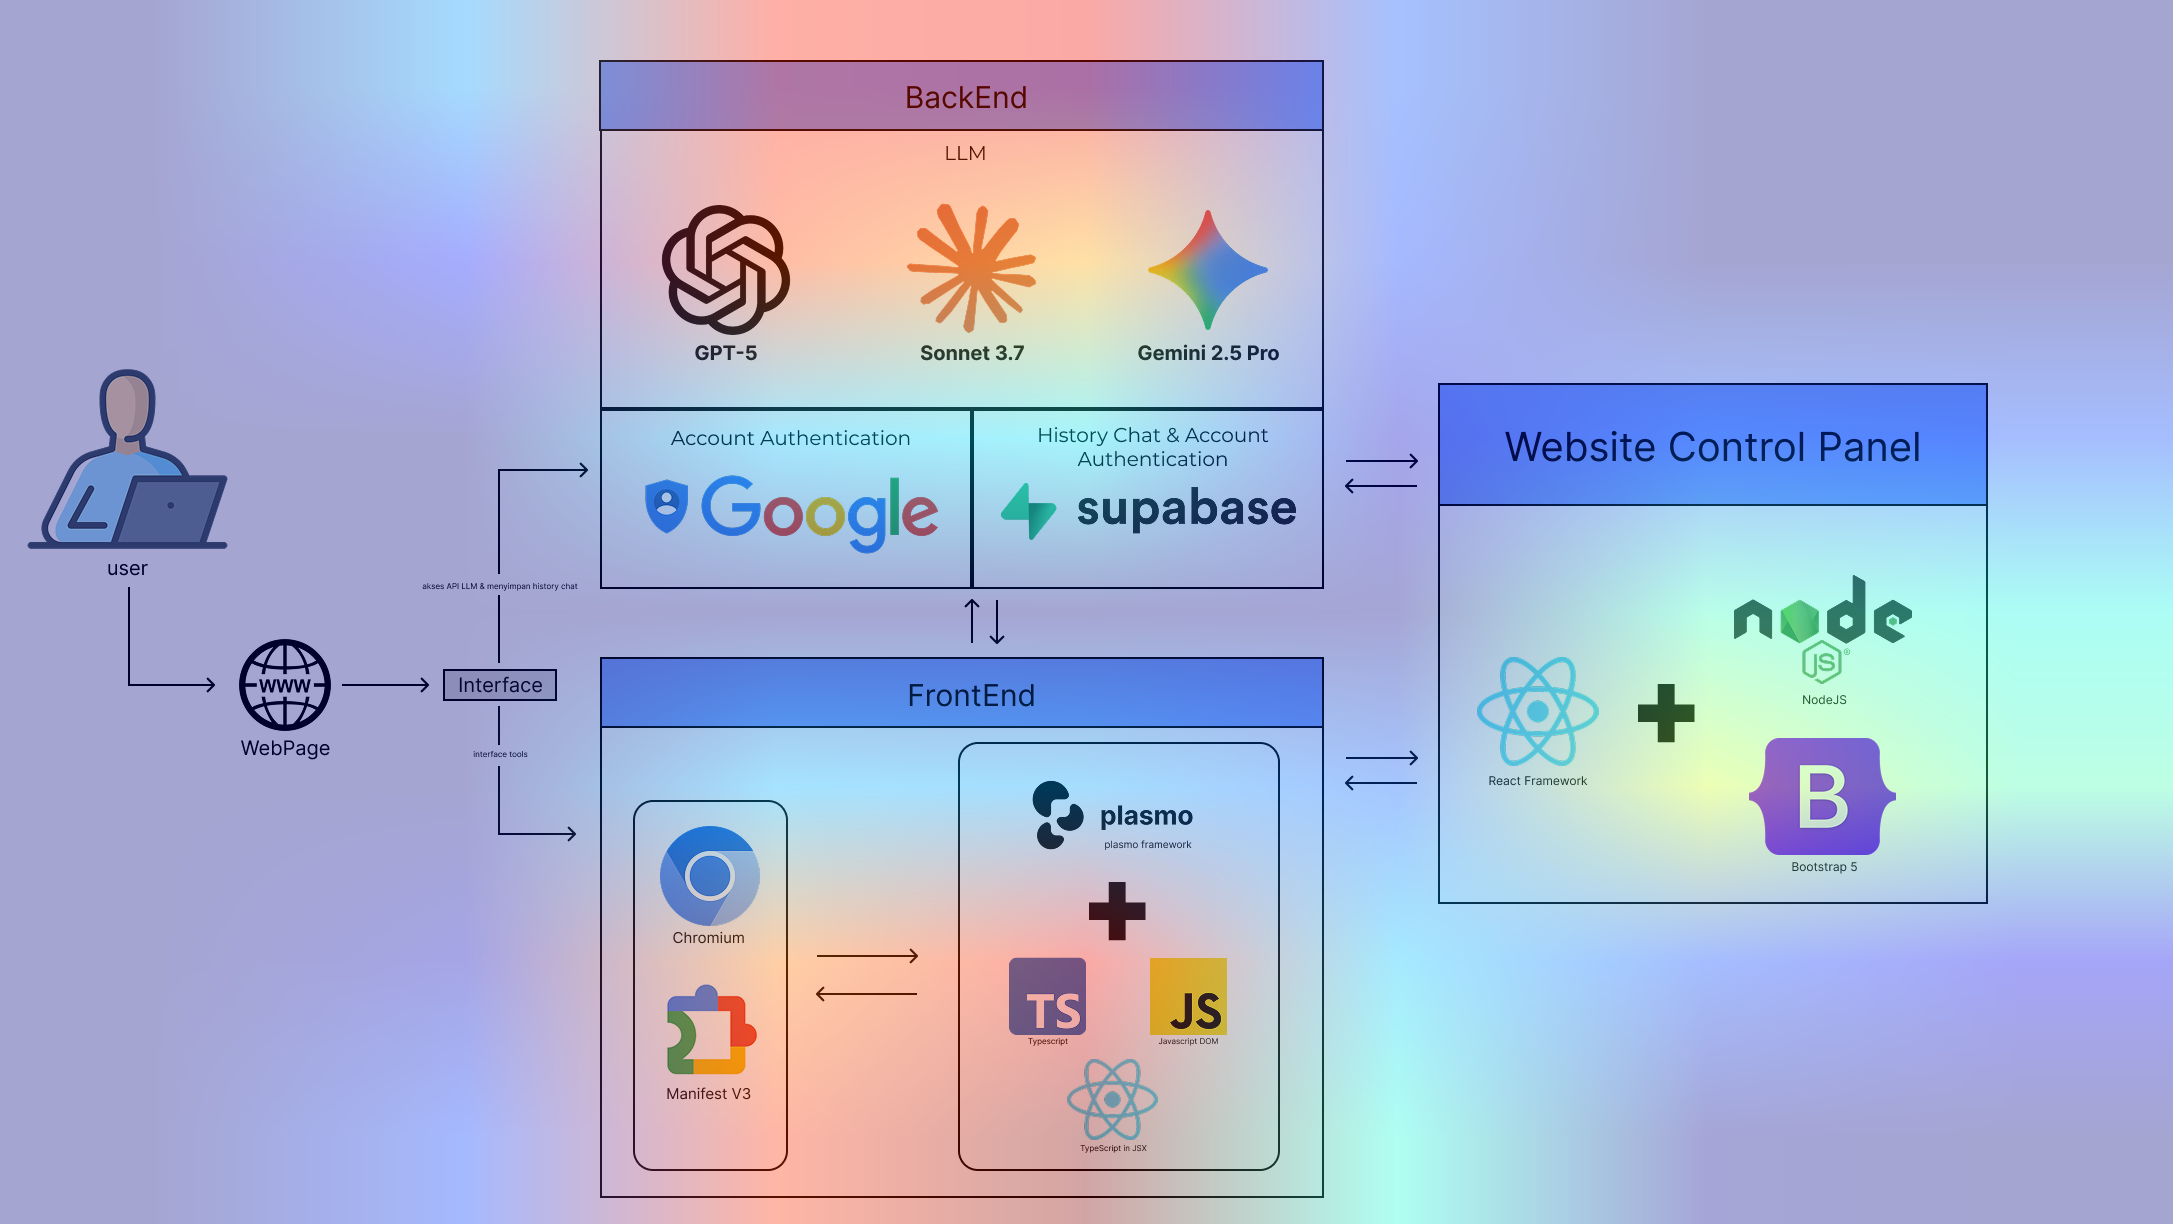 BackEnd
LLM
GPT-5
Sonnet 3.7
Gemini 2.5 Pro
Account Authentication
Google
History Chat & Account
Authentication
supabase
user
WWW
WebPage
Interface
akses API LLM & menyimpan history chat
interface tools
FrontEnd
Chromium
Manifest V3
plasmo
plasmo framework
TS
Typescript
JS
Javascript DOM
TypeScript in JSX
Website Control Panel
React Framework
node
JS
®
NodeJS
B
Bootstrap 5